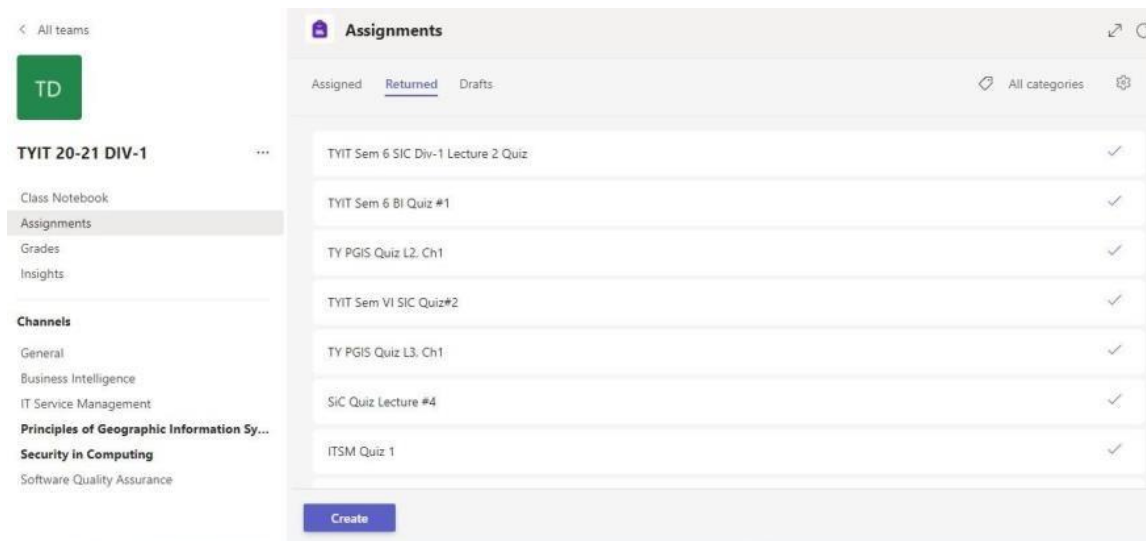 All teams
TD
TYIT 20-21 DIV-1
...
Class Notebook
Assignments
Grades
Insights
Channels
General
Business Intelligence
IT Service Management
Principles of Geographic Information Sy...
Security in Computing
Software Quality Assurance
Assignments
Assigned Returned Drafts All categories
TYIT Sem 6 SIC Div-1 Lecture 2 Quiz
TYIT Sem 6 BI Quiz #1
TY PGIS Quiz L2. Ch1
TYIT Sem VI SIC Quiz#2
TY PGIS Quiz L3. Ch1
SiC Quiz Lecture #4
ITSM Quiz 1
Create